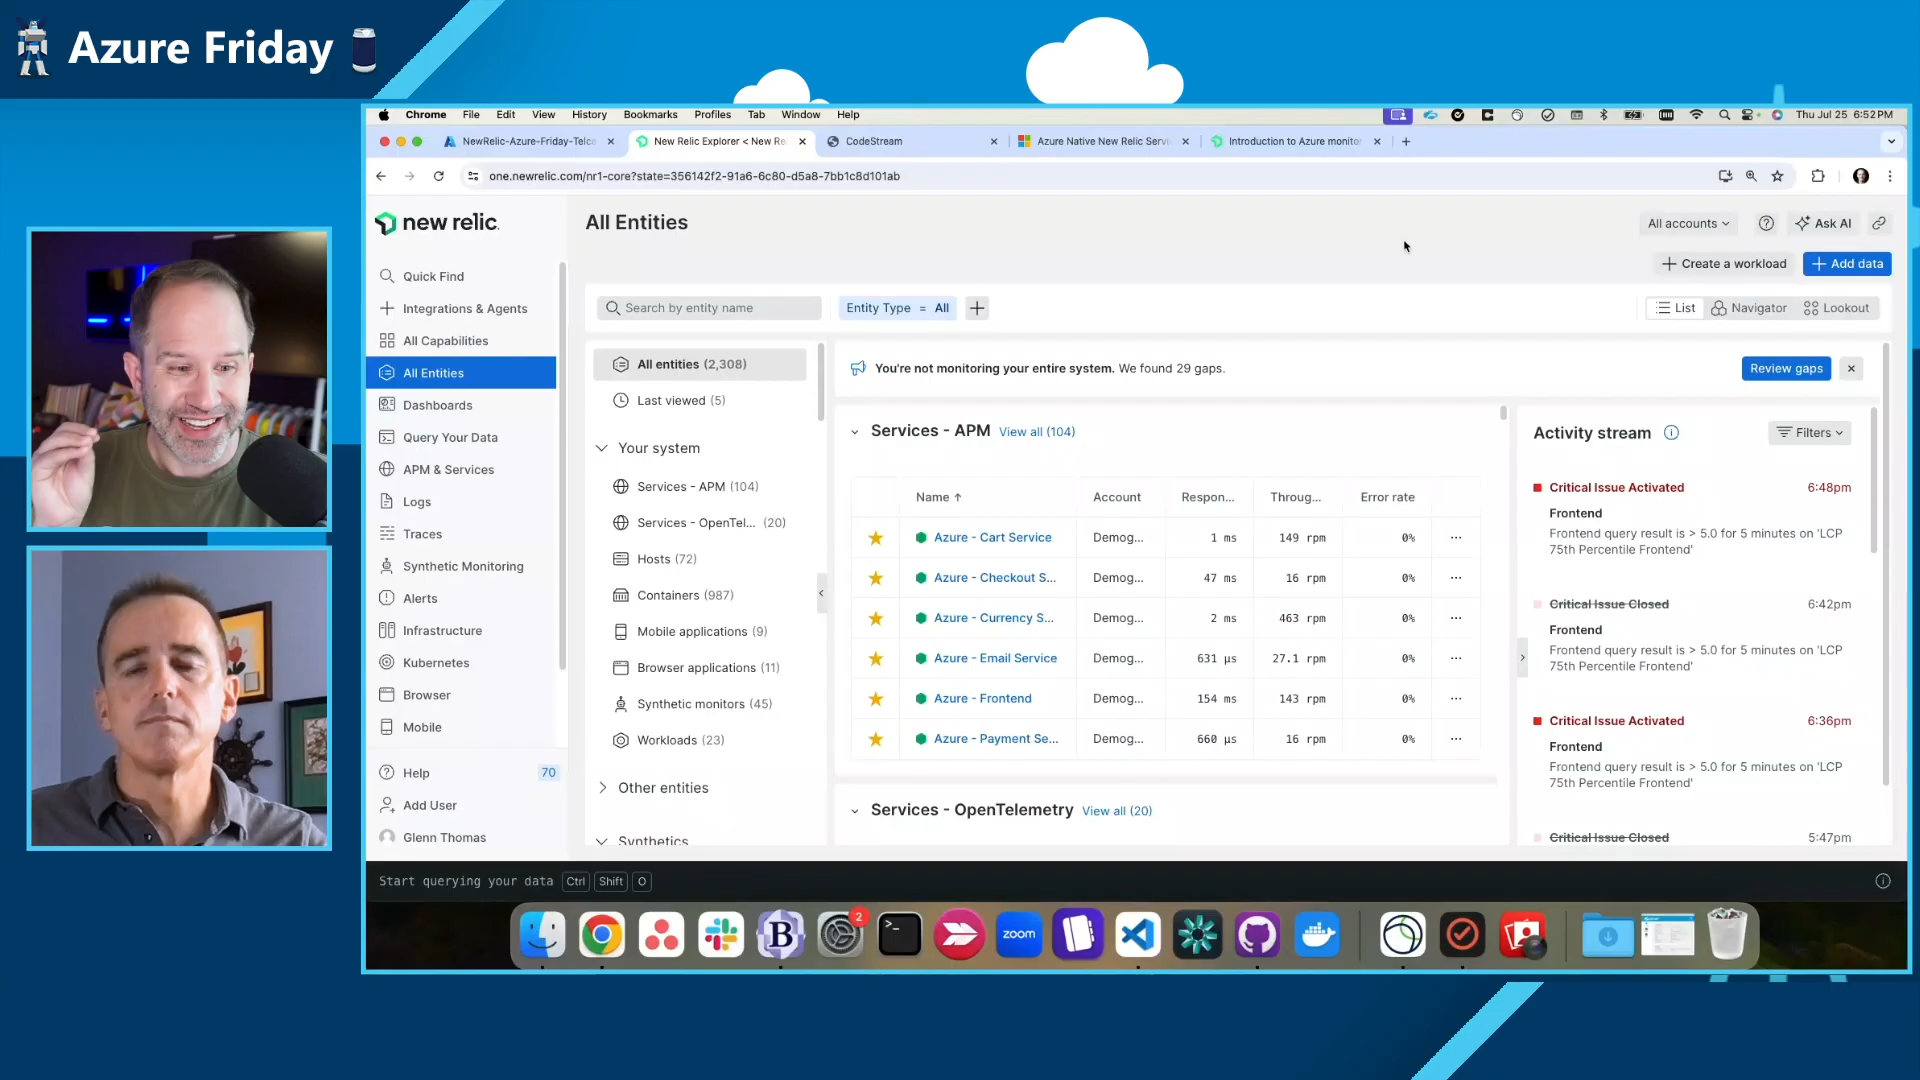 Azure Friday
Chrome File Edit View History Bookmarks Profiles Tab Window Help
Thu Jul 25 6:52 PM
NewRelic-Azure-Friday-Telco
New Relic Explorer < New Re
CodeStream
Azure Native New Relic Servi
Introduction to Azure monitor
one.newrelic.com/nr1-core?state=356142f2-91a6-6c80-d5a8-7bb1c8d101ab
new relic.
Quick Find
Integrations & Agents
All Capabilities
All Entities
Dashboards
Query Your Data
APM & Services
Logs
Traces
Synthetic Monitoring
Alerts
Infrastructure
Kubernetes
Browser
Mobile
Help 70
Add User
Glenn Thomas
All Entities
All accounts
Ask AI
Create a workload
Add data
Search by entity name
Entity Type = All
List Navigator Lookout
All entities (2,308)
Last viewed (5)
Your system
Services - APM (104)
Services - OpenTel... (20)
Hosts (72)
Containers (987)
Mobile applications (9)
Browser applications (11)
Synthetic monitors (45)
Workloads (23)
Other entities
Synthetics
You're not monitoring your entire system. We found 29 gaps.
Review gaps
Services - APM View all (104)
Name ↑ Account Respon... Throug... Error rate
Azure - Cart Service Demog... 1 ms 149 rpm 0% ...
Azure - Checkout S... Demog... 47 ms 16 rpm 0% ...
Azure - Currency S... Demog... 2 ms 463 rpm 0% ...
Azure - Email Service Demog... 631 µs 27.1 rpm 0% ...
Azure - Frontend Demog... 154 ms 143 rpm 0% ...
Azure - Payment Se... Demog... 660 µs 16 rpm 0% ...
Services - OpenTelemetry View all (20)
Activity stream
Filters
Critical Issue Activated 6:48pm
Frontend
Frontend query result is > 5.0 for 5 minutes on 'LCP
75th Percentile Frontend'
Critical Issue Closed 6:42pm
Frontend
Frontend query result is > 5.0 for 5 minutes on 'LCP
75th Percentile Frontend'
Critical Issue Activated 6:36pm
Frontend
Frontend query result is > 5.0 for 5 minutes on 'LCP
75th Percentile Frontend'
Critical Issue Closed 5:47pm
Start querying your data Ctrl Shift O
B
2
>_
zoom